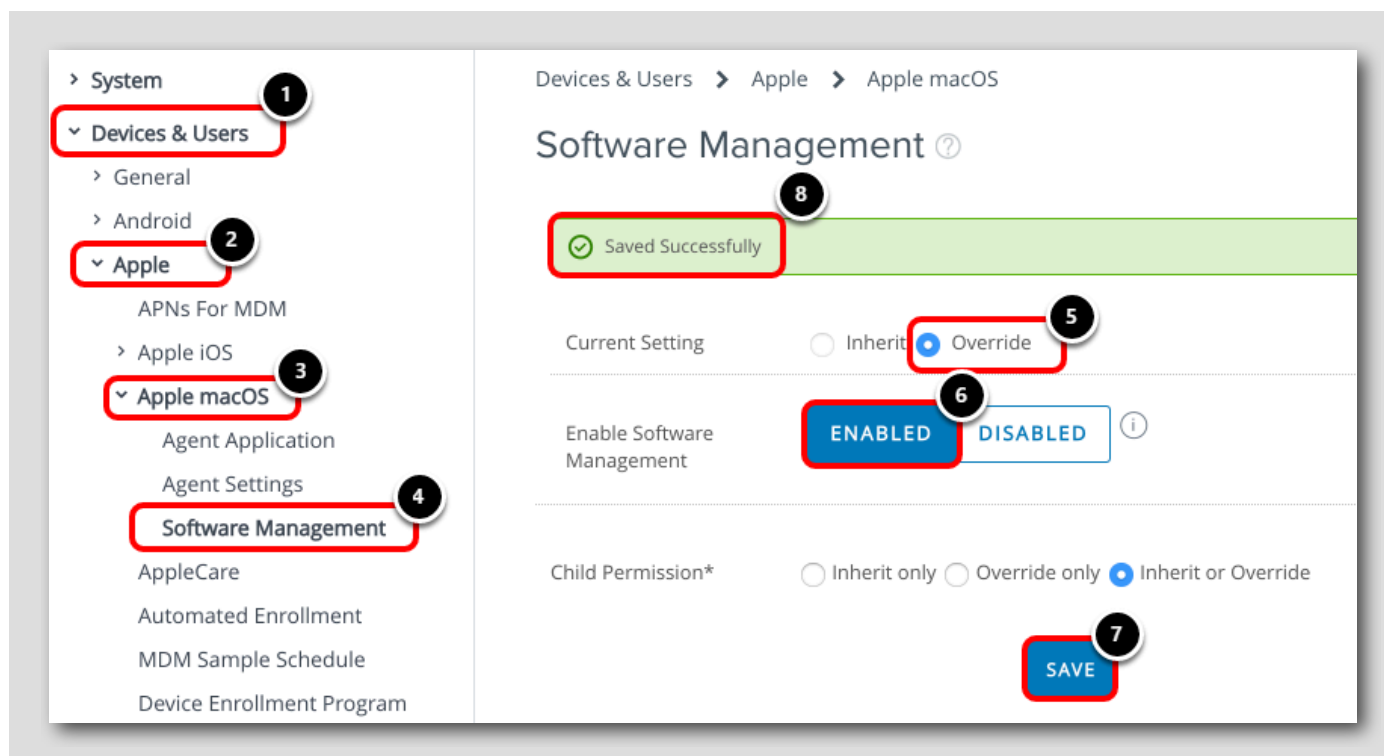 System
1
Devices & Users
General
Android
2
Apple
APNs For MDM
Apple iOS
3
Apple macOS
Agent Application
Agent Settings
4
Software Management
AppleCare
Automated Enrollment
MDM Sample Schedule
Device Enrollment Program
Devices & Users > Apple > Apple macOS
Software Management ?
8
Saved Successfully
5
Current Setting Inherit Override
6
Enable Software
Management
ENABLED DISABLED i
Child Permission* Inherit only Override only Inherit or Override
7
SAVE